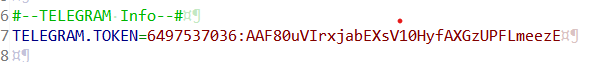 6 #--TELEGRAM Info--#¤¶
7 TELEGRAM.TOKEN=6497537036:AAF80uVIrxjabEXsV10HyfAXGzUPFLmeezE¤¶
8 ¤¶